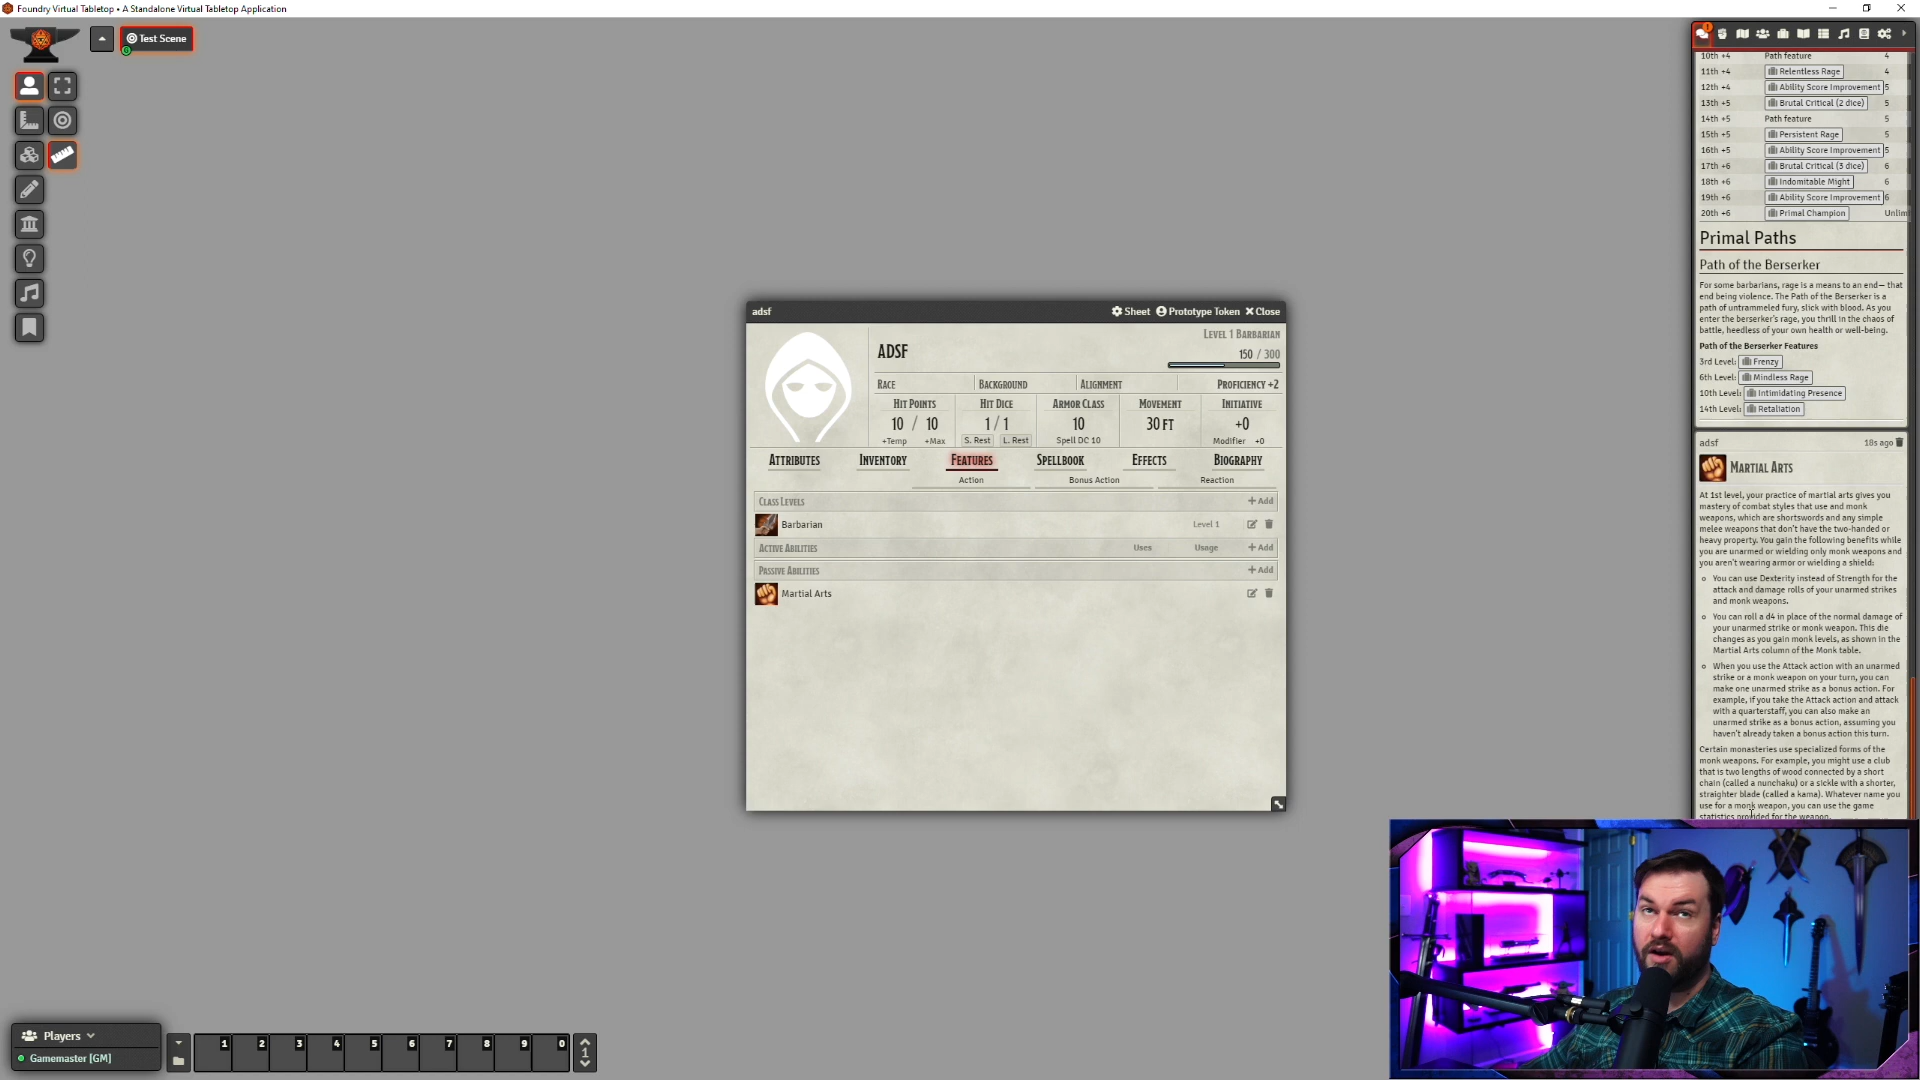 Foundry Virtual Tabletop • A Standalone Virtual Tabletop Application
Test Scene
6
1
10th +4 Path feature 4
11th +4 Relentless Rage 4
12th +4 Ability Score Improvement 5
13th +5 Brutal Critical (2 dice) 5
14th +5 Path feature 5
15th +5 Persistent Rage 5
16th +5 Ability Score Improvement 5
17th +6 Brutal Critical (3 dice) 6
18th +6 Indomitable Might 6
19th +6 Ability Score Improvement 6
20th +6 Primal Champion Unlim
Primal Paths
Path of the Berserker
For some barbarians, rage is a means to an end— that
end being violence. The Path of the Berserker is a
path of untrammeled fury, slick with blood. As you
enter the berserker's rage, you thrill in the chaos of
battle, heedless of your own health or well-being.
Path of the Berserker Features
3rd Level: Frenzy
6th Level: Mindless Rage
10th Level: Intimidating Presence
14th Level: Retaliation
adsf 18s ago
Martial Arts
At 1st level, your practice of martial arts gives you
mastery of combat styles that use and monk
weapons, which are shortswords and any simple
melee weapons that don't have the two-handed or
heavy property. You gain the following benefits while
you are unarmed or wielding only monk weapons and
you aren't wearing armor or wielding a shield:
You can use Dexterity instead of Strength for the
attack and damage rolls of your unarmed strikes
and monk weapons.
You can roll a d4 in place of the normal damage of
your unarmed strike or monk weapon. This die
changes as you gain monk levels, as shown in the
Martial Arts column of the Monk table.
When you use the Attack action with an unarmed
strike or a monk weapon on your turn, you can
make one unarmed strike as a bonus action. For
example, if you take the Attack action and attack
with a quarterstaff, you can also make an
unarmed strike as a bonus action, assuming you
haven't already taken a bonus action this turn.
Certain monasteries use specialized forms of the
monk weapons. For example, you might use a club
that is two lengths of wood connected by a short
chain (called a nunchaku) or a sickle with a shorter,
straighter blade (called a kama). Whatever name you
use for a monk weapon, you can use the game
statistics provided for the weapon.
adsf Sheet Prototype Token Close
Level 1 Barbarian
ADSF
150 / 300
Race Background Alignment Proficiency +2
Hit Points Hit Dice Armor Class Movement Initiative
10 / 10 1 / 1 10 30 FT +0
+Temp +Max S. Rest L. Rest Spell DC 10 Modifier +0
Attributes Inventory Features Spellbook Effects Biography
Action Bonus Action Reaction
Class Levels + Add
Barbarian Level 1
Active Abilities Uses Usage + Add
Passive Abilities + Add
Martial Arts
Players
Gamemaster [GM]
1 2 3 4 5 6 7 8 9 0
1